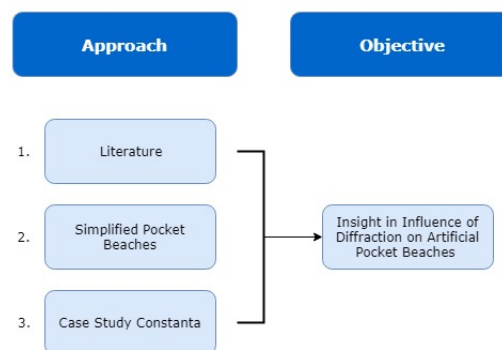 Approach
Objective
1.
Literature
2.
Simplified Pocket
Beaches
Insight in Influence of
Diffraction on Artificial
Pocket Beaches
3.
Case Study Constanta